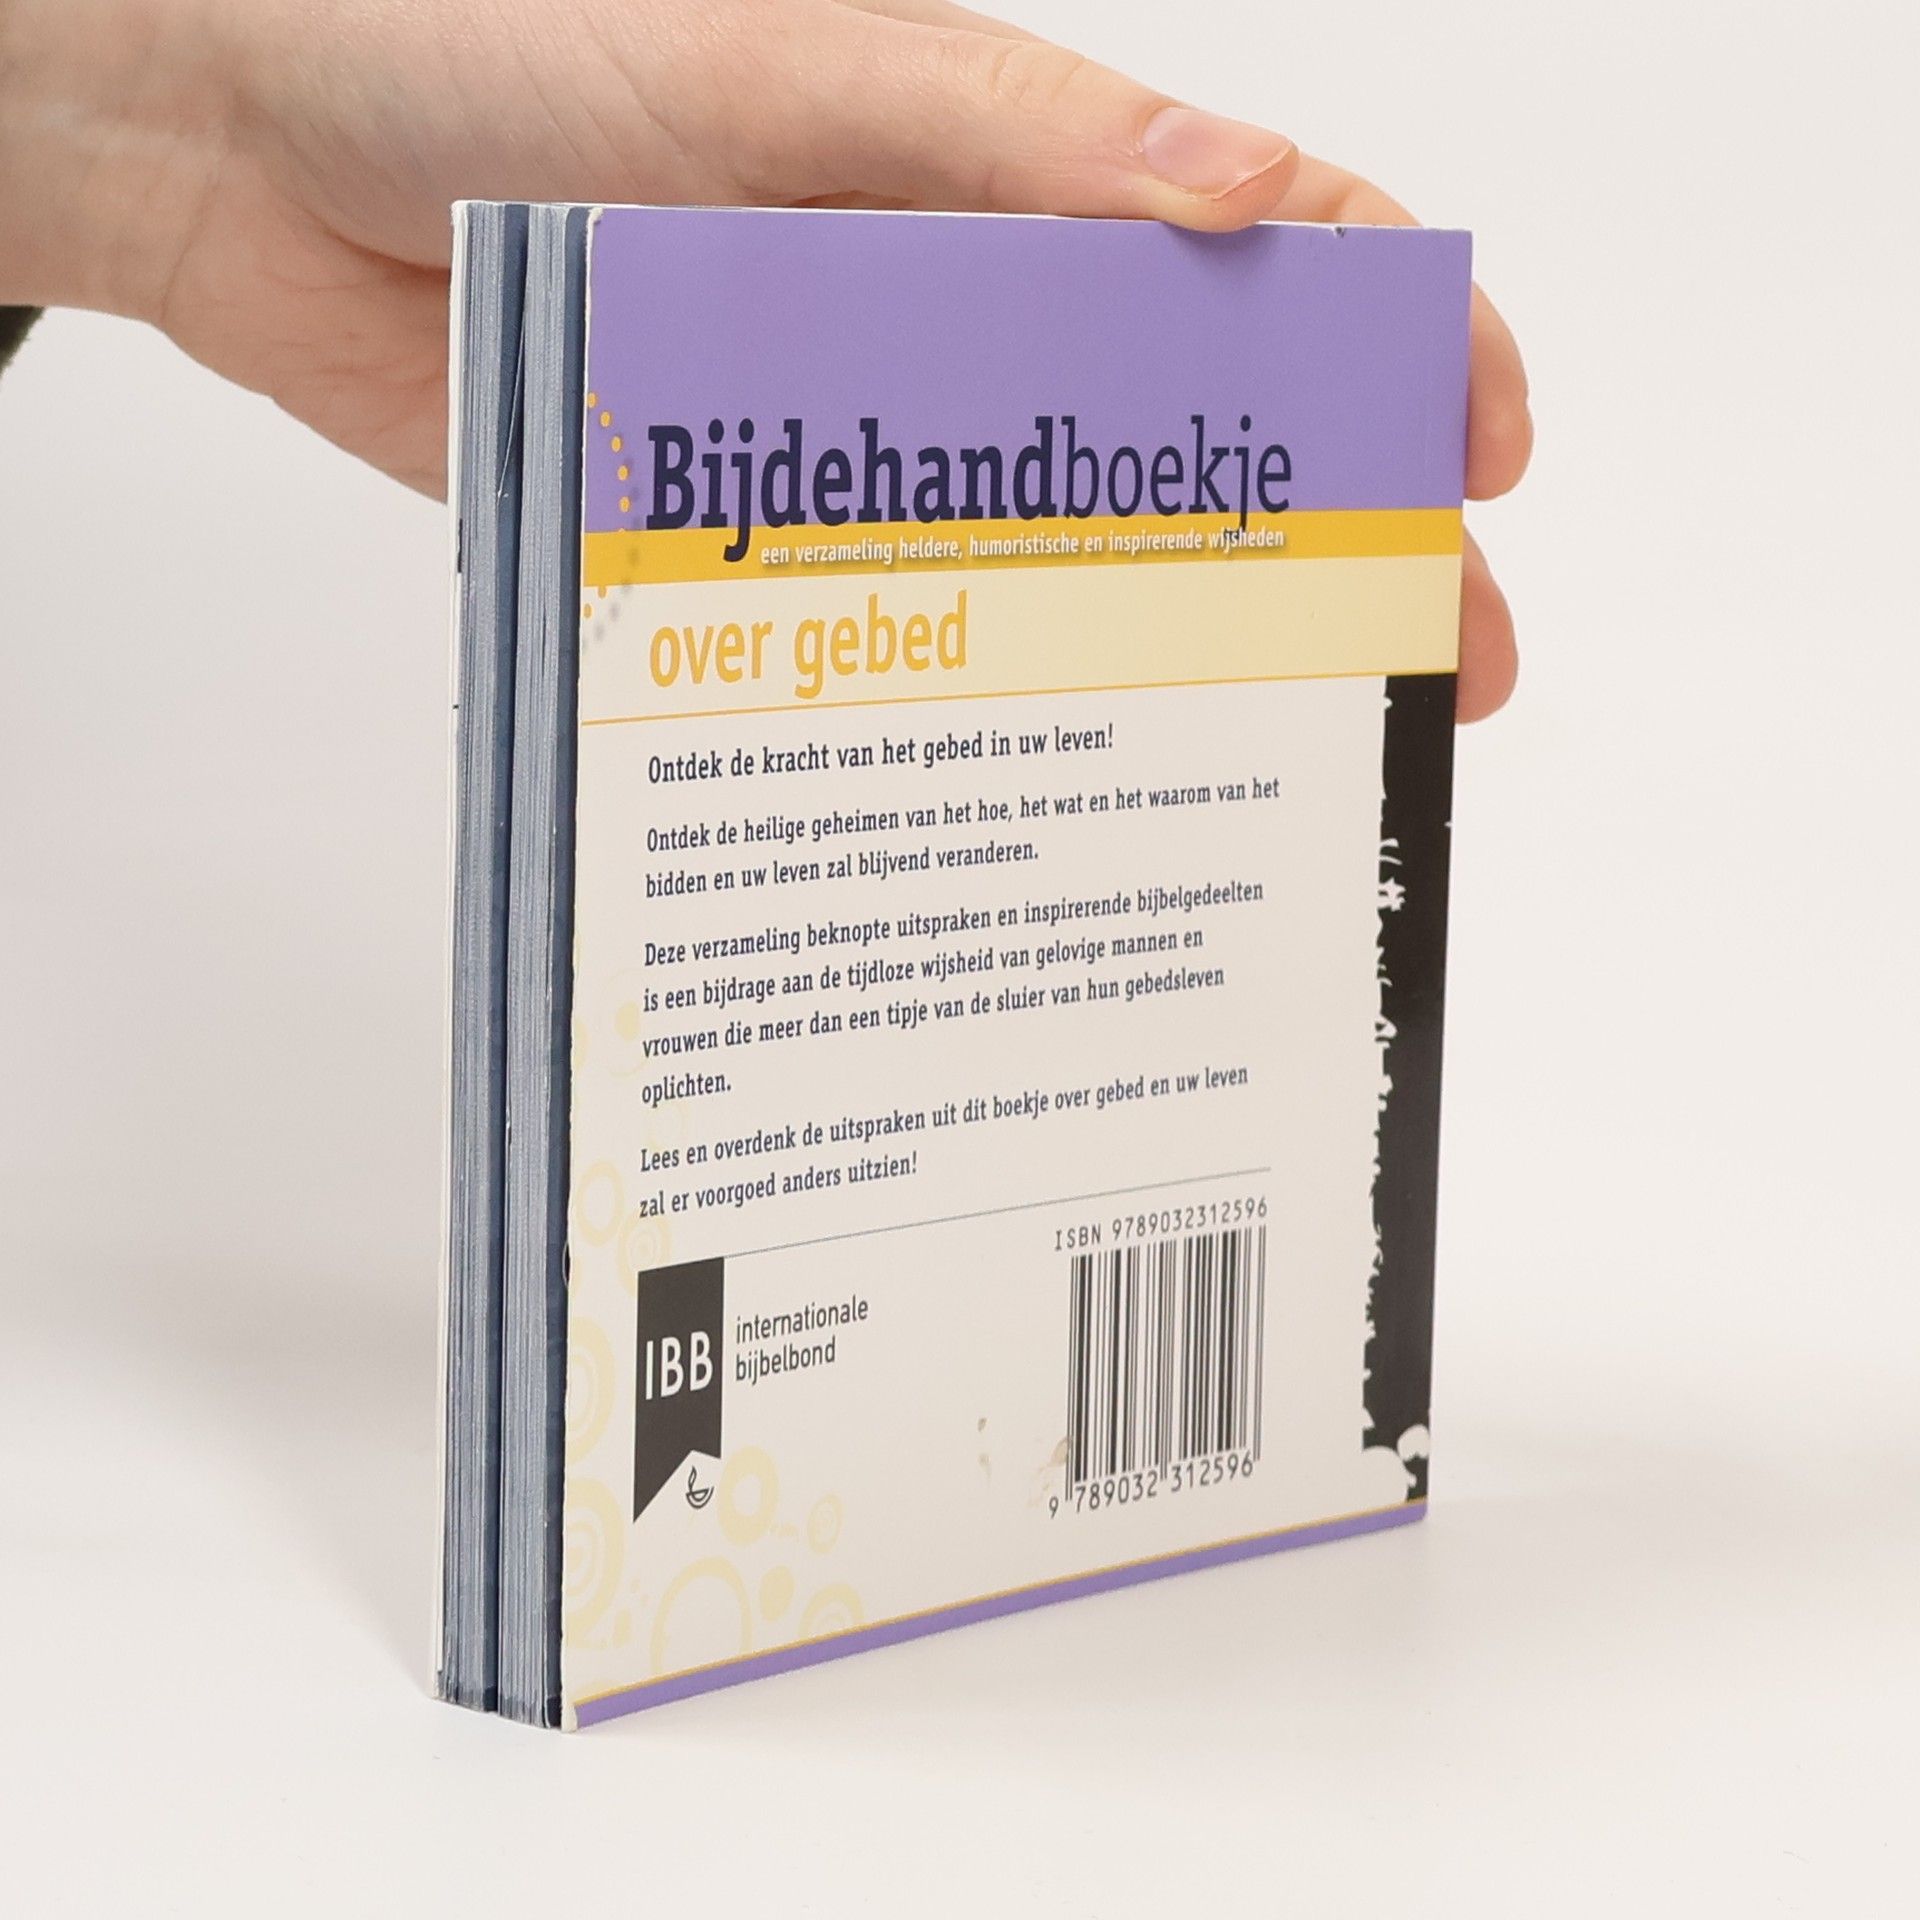 Bijdehandboekje
een verzameling heldere, humoristische en inspirerende wijsheden
over gebed
Ontdek de kracht van het gebed in uw leven!
Ontdek de heilige geheimen van het hoe, het wat en het waarom van het
bidden en uw leven zal blijvend veranderen.
Deze verzameling beknopte uitspraken en inspirerende bijbelgedeelten
is een bijdrage aan de tijdloze wijsheid van gelovige mannen en
vrouwen die meer dan een tipje van de sluier van hun gebedsleven
oplichten.
Lees en overdenk de uitspraken uit dit boekje over gebed en uw leven
zal er voorgoed anders uitzien!
ISBN 9789032312596
IBB
internationale
bijbelbond
9 789032 312596